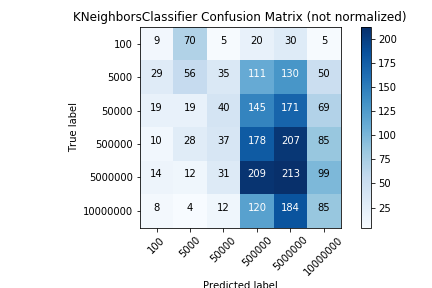 KNeighborsClassifier Confusion Matrix (not normalized)
100 9 70 5 20 30 5
5000 29 56 35 111 130 50
50000 19 19 40 145 171 69
500000 10 28 37 178 207 85
5000000 14 12 31 209 213 99
10000000 8 4 12 120 184 85
True label
100 5000 50000 500000 5000000 10000000
Predicted label
200
175
150
125
100
75
50
25